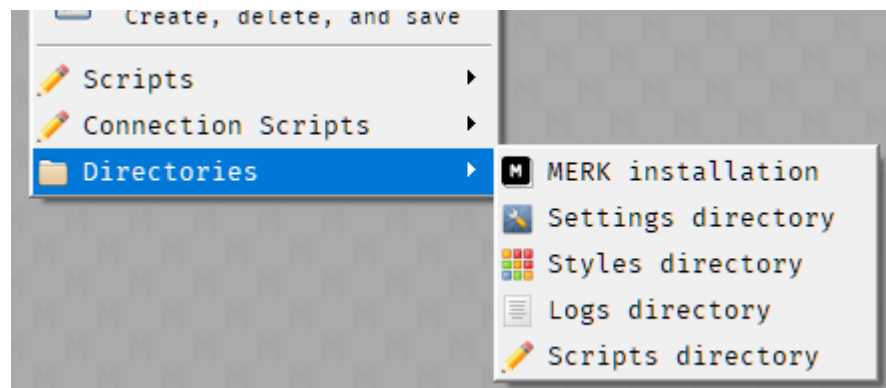 Create, delete, and save
Scripts
Connection Scripts
Directories
MERK installation
Settings directory
Styles directory
Logs directory
Scripts directory